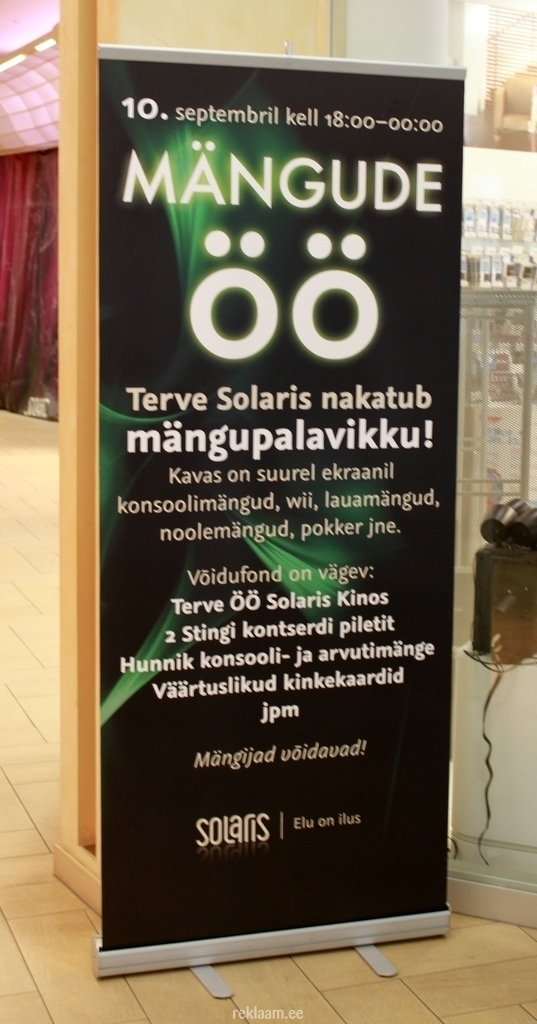 10. septembril kell 18:00–00:00
MÄNGUDE
ÖÖ
Terve Solaris nakatub
mängupalavikku!
Kavas on suurel ekraanil
konsoolimängud, wii, lauamängud,
noolemängud, pokker jne.
Võidufond on vägev:
Terve ÖÖ Solaris Kinos
2 Stingi kontserdi piletit
Hunnik konsooli- ja arvutimänge
Väärtuslikud kinkekaardid
jpm
Mängijad võidavad!
SOLARIS | Elu on ilus
reklaam.ee